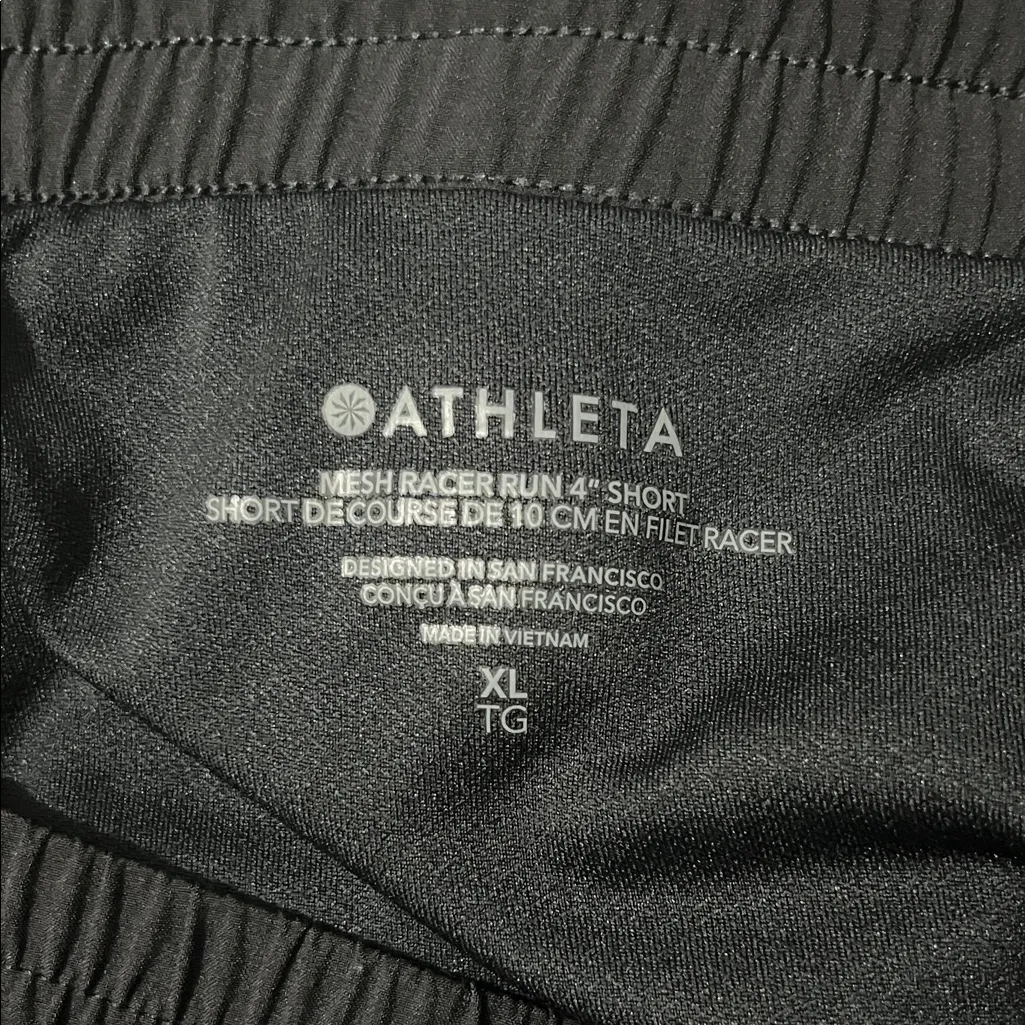 ATHLETA
MESH RACER RUN 4" SHORT
SHORT DE COURSE DE 10 CM EN FILET RACER
DESIGNED IN SAN FRANCISCO
CONÇU À SAN FRANCISCO
MADE IN VIETNAM
XL
TG